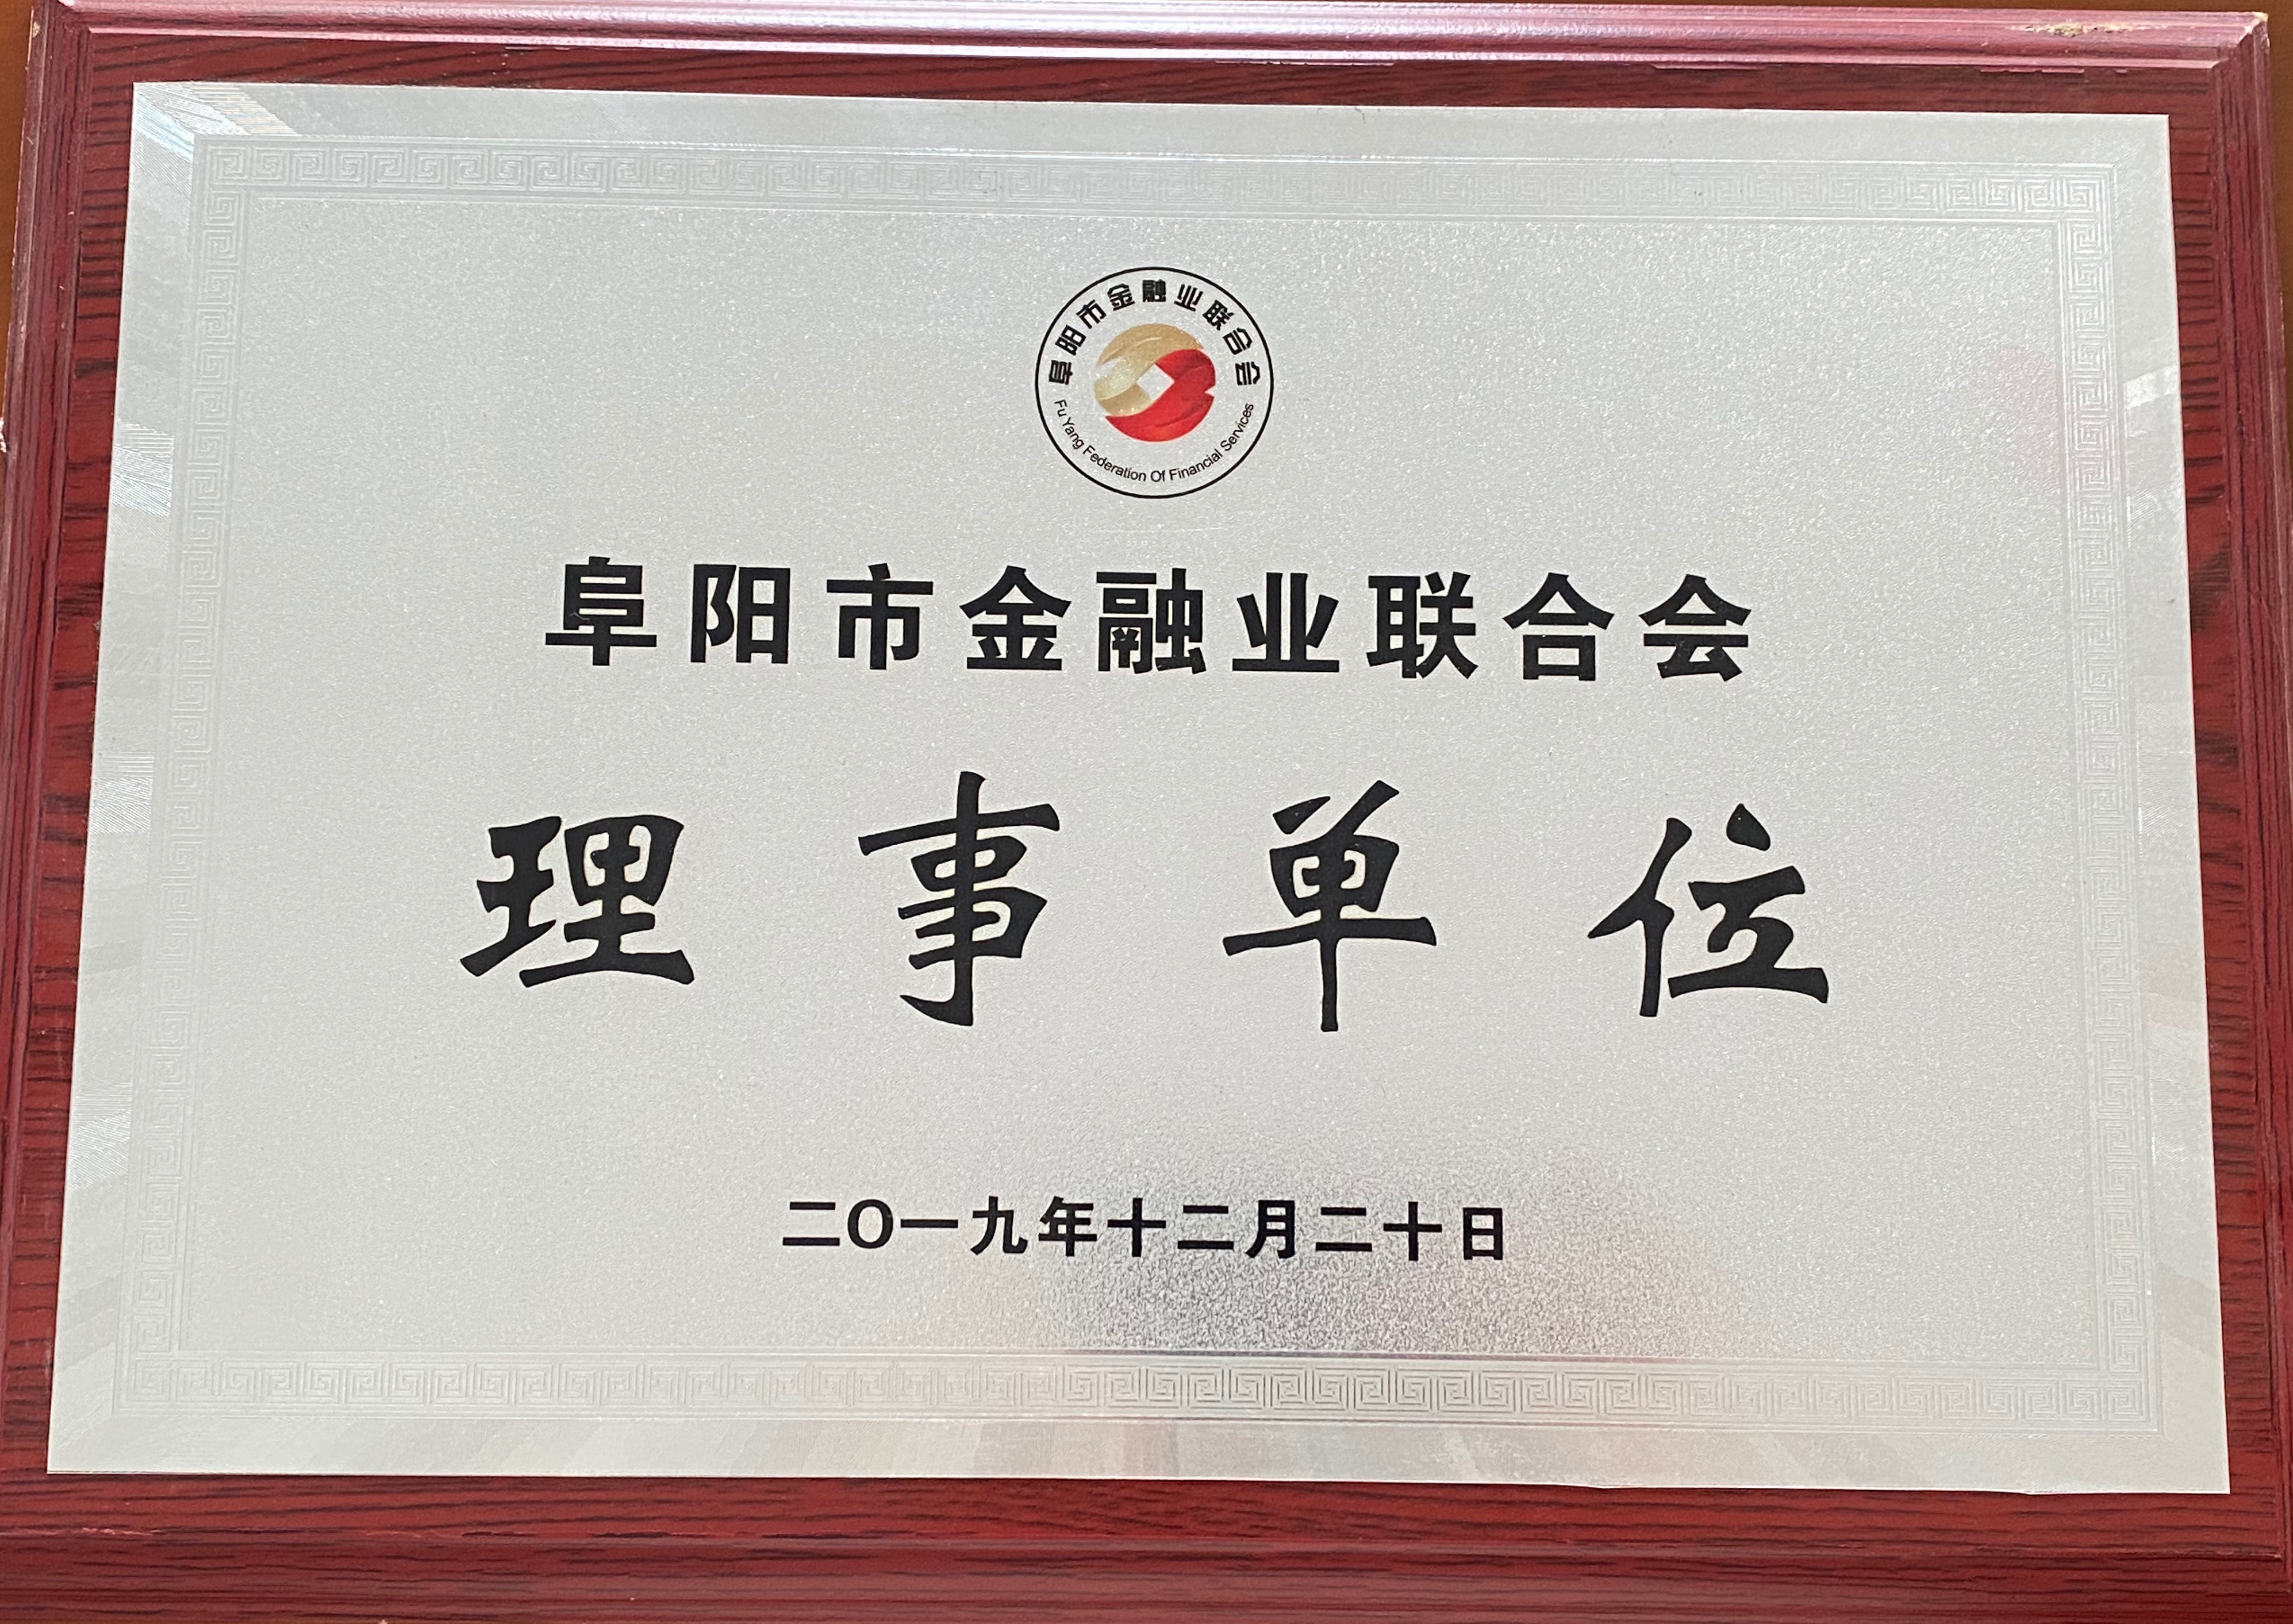 阜阳市金融业联合会
Fu Yang Federation Of Financial Services
阜阳市金融业联合会
理事单位
二O一九年十二月二十日